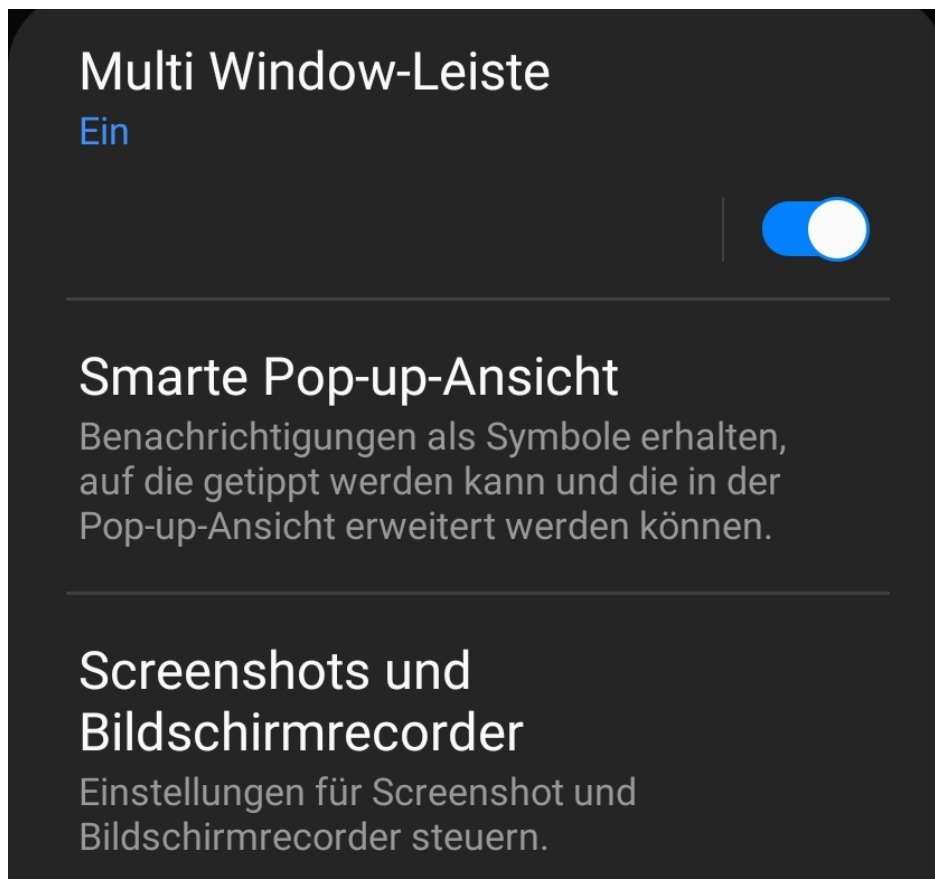 Multi Window-Leiste
Ein
Smarte Pop-up-Ansicht
Benachrichtigungen als Symbole erhalten,
auf die getippt werden kann und die in der
Pop-up-Ansicht erweitert werden können.
Screenshots und
Bildschirmrecorder
Einstellungen für Screenshot und
Bildschirmrecorder steuern.